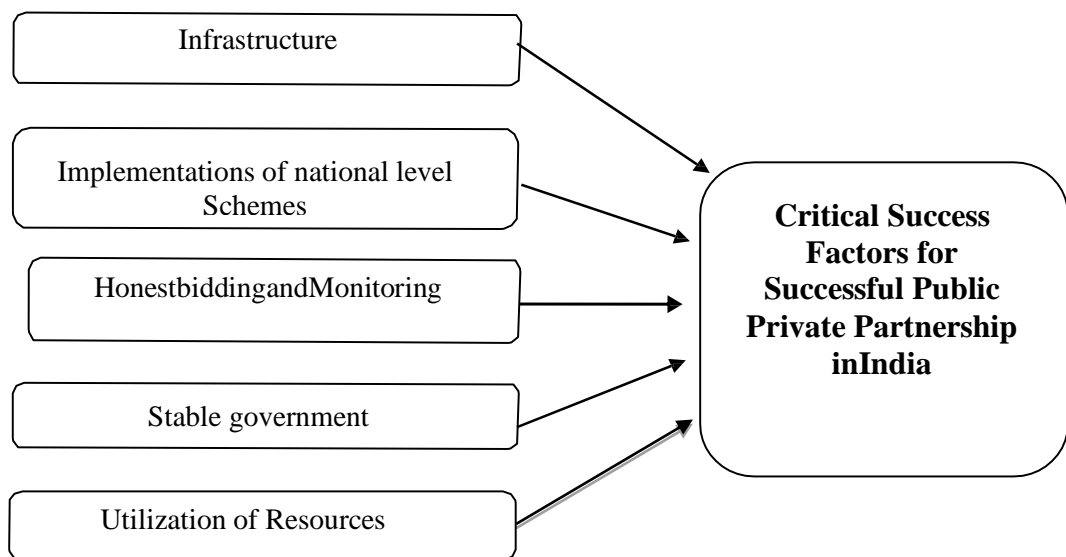 Infrastructure
Implementations of national level
Schemes
HonestbiddingandMonitoring
Stable government
Utilization of Resources
Critical Success
Factors for
Successful Public
Private Partnership
inIndia